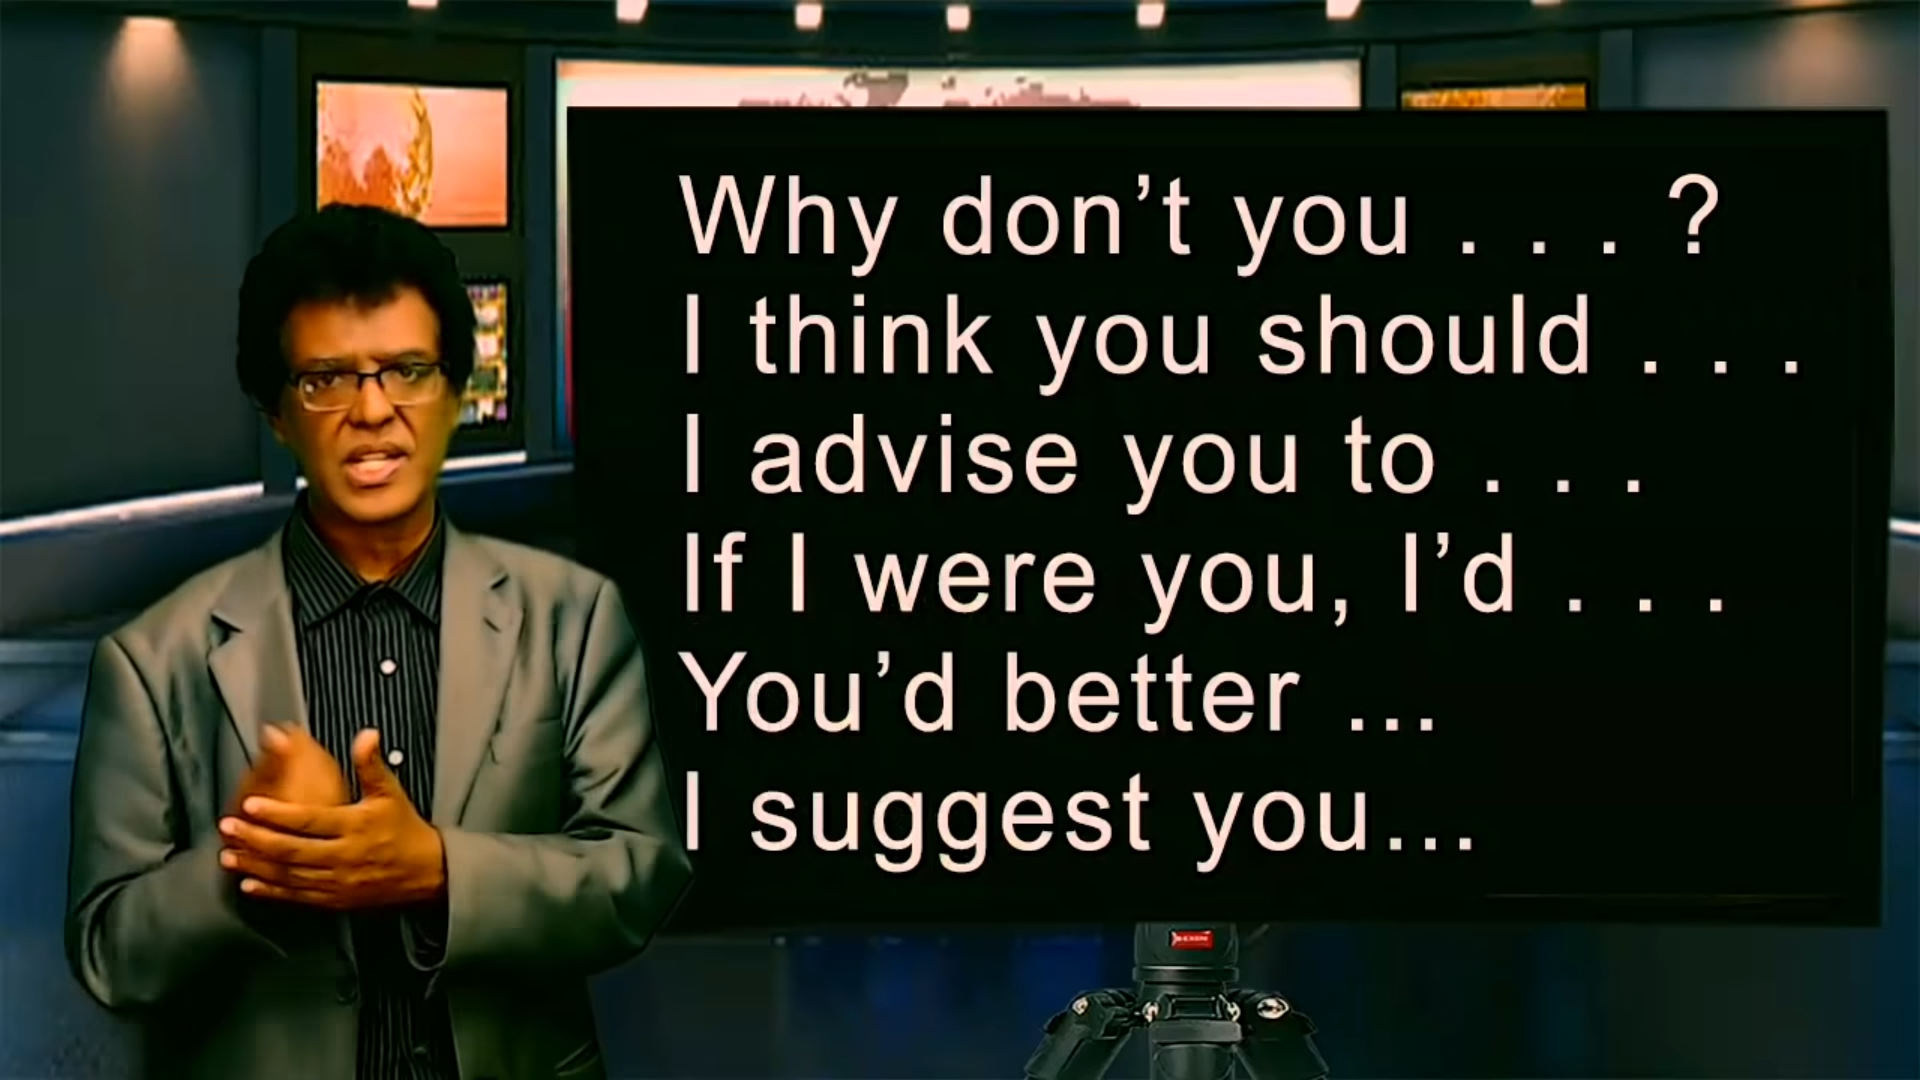 Why don’t you . . . ?
I think you should . . .
I advise you to . . .
If I were you, I’d . . .
You’d better ...
I suggest you...